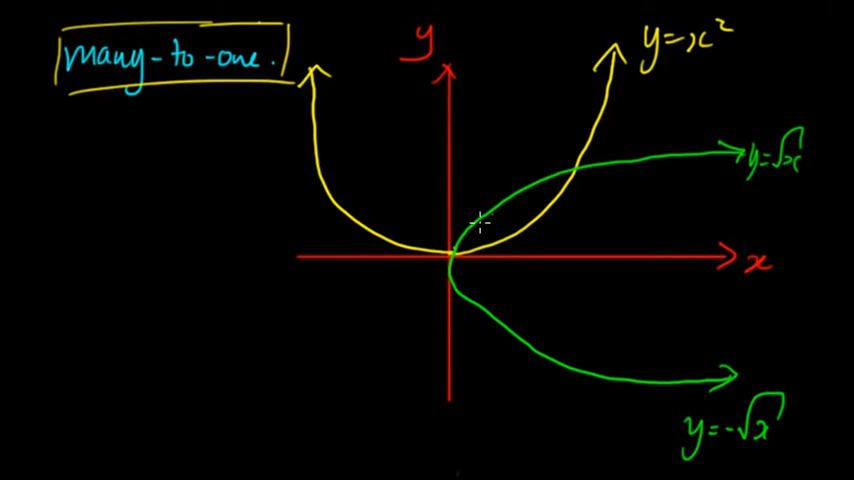 many-to-one.
y
y=x²
y=√x
x
y=-√x